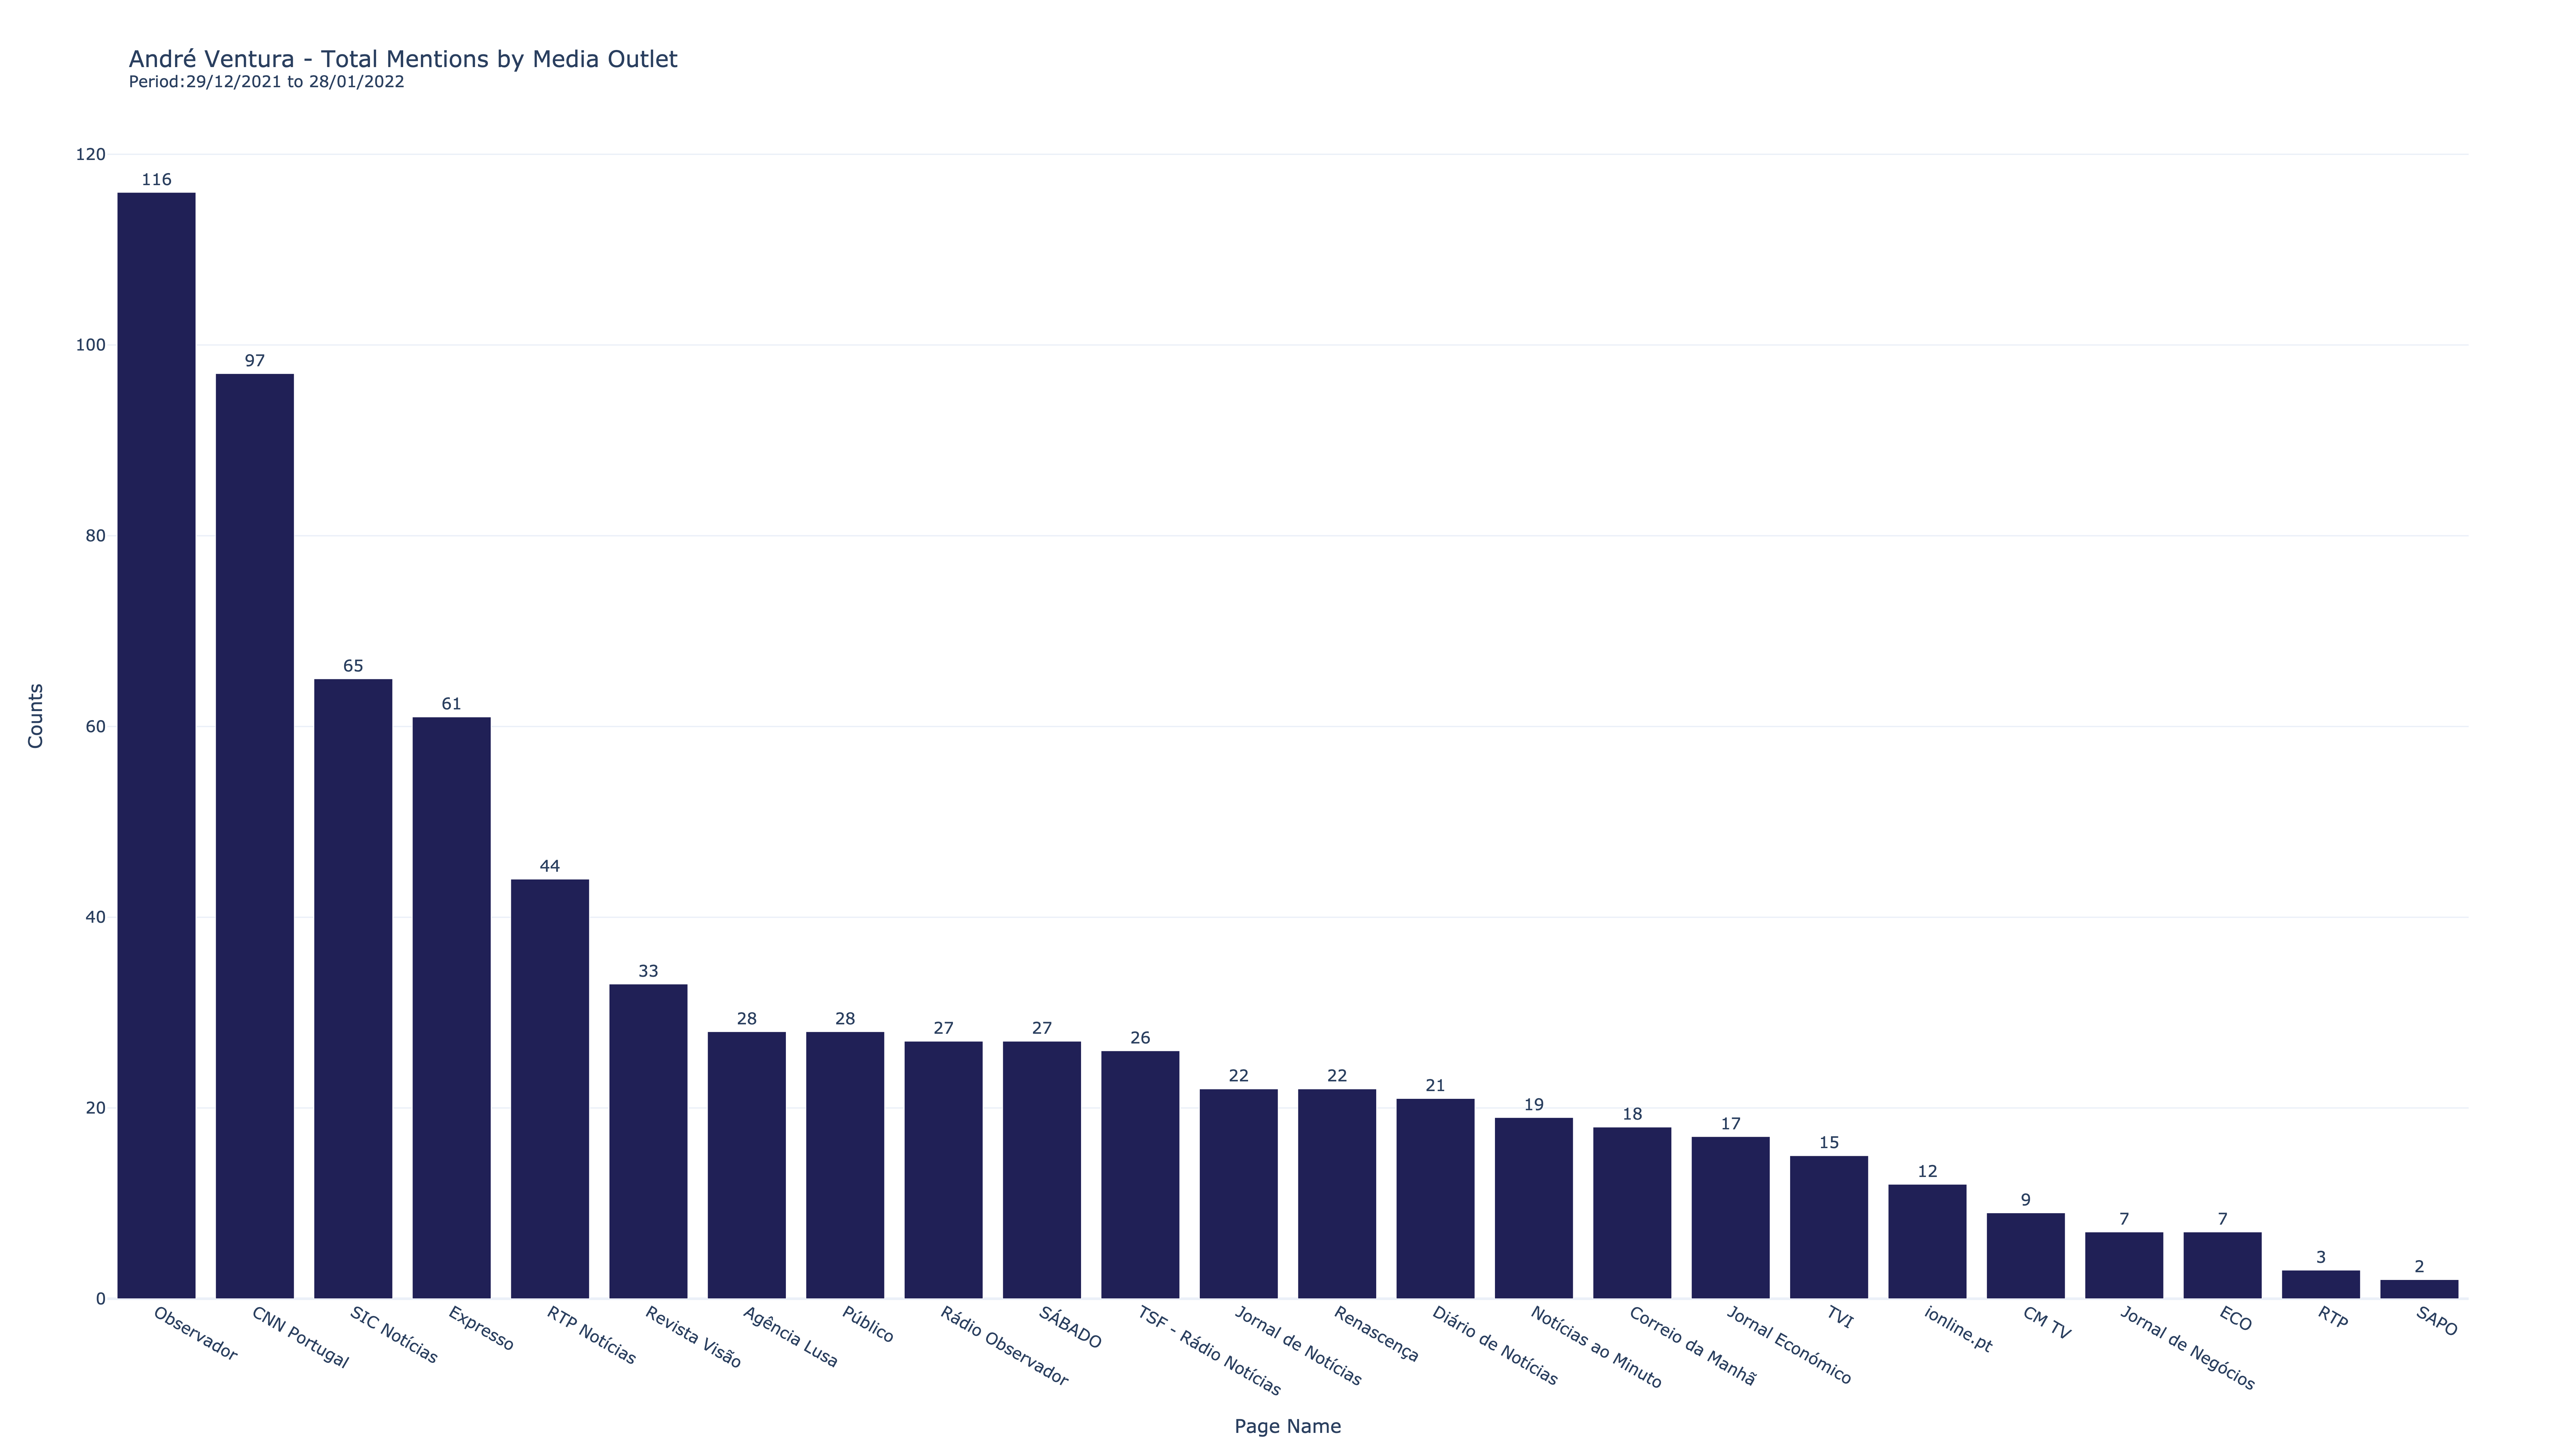 André Ventura - Total Mentions by Media Outlet
Period:29/12/2021 to 28/01/2022
120
100
80
60
40
20
0
Counts
116
97
65
61
44
33
28
28
27
27
26
22
22
21
19
18
17
15
12
9
7
7
3
2
Observador
CNN Portugal
SIC Notícias
Expresso
RTP Notícias
Revista Visão
Agência Lusa
Público
Rádio Observador
SÁBADO
TSF - Rádio Notícias
Jornal de Notícias
Renascença
Diário de Notícias
Notícias ao Minuto
Correio da Manhã
Jornal Económico
TVI
ionline.pt
CM TV
Jornal de Negócios
ECO
RTP
SAPO
Page Name